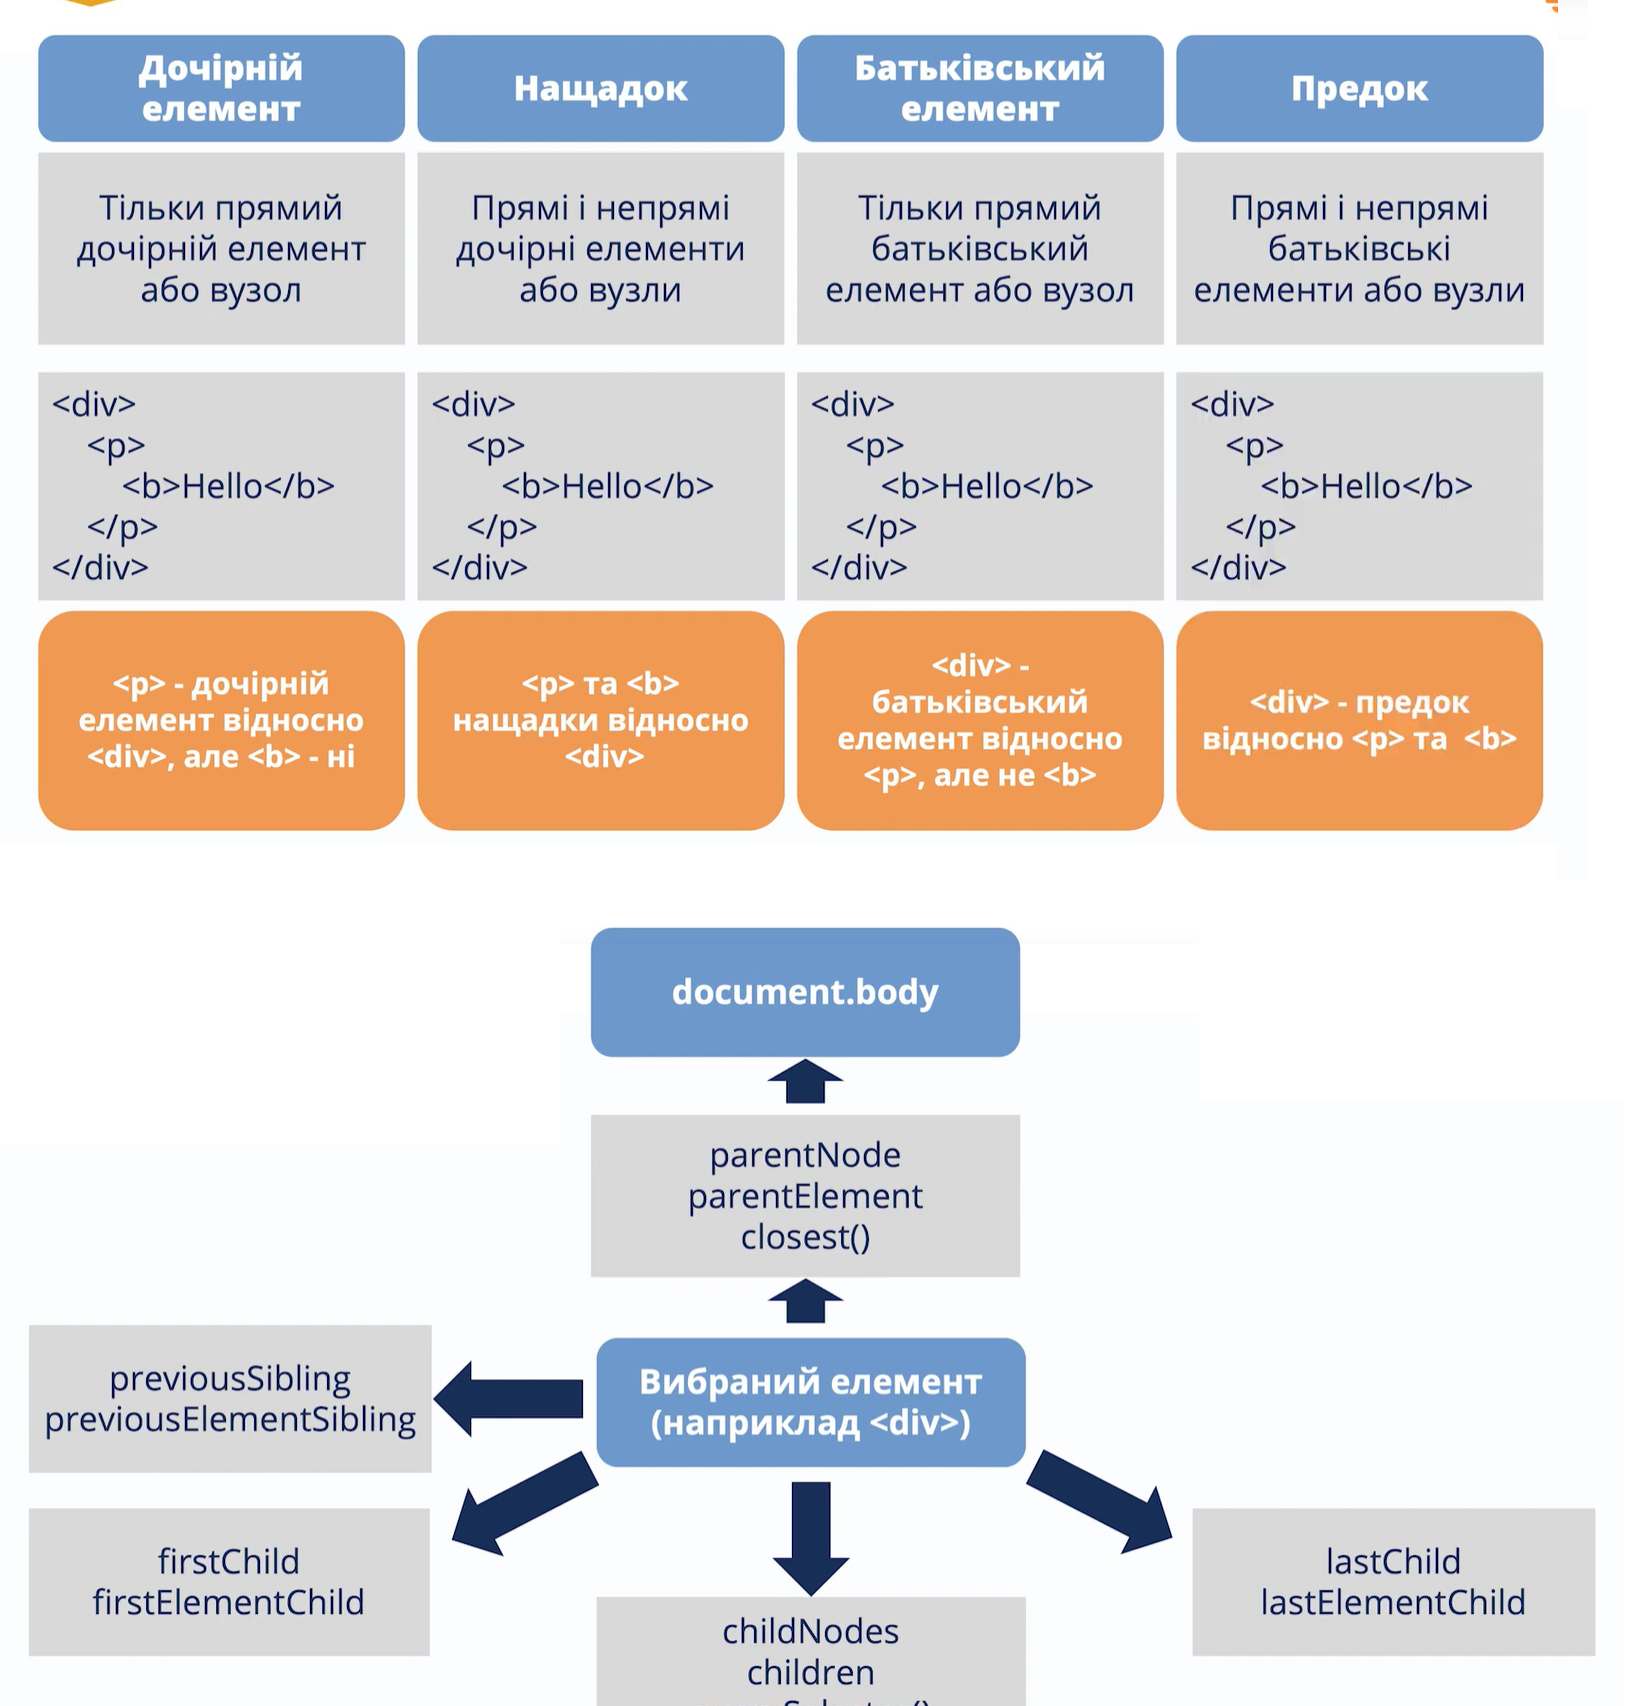 Дочірній
елемент
Нащадок
Батьківський
елемент
Предок
Тільки прямий
дочірній елемент
або вузол
Прямі і непрямі
дочірні елементи
або вузли
Тільки прямий
батьківський
елемент або вузол
Прямі і непрямі
батьківські
елементи або вузли
<div>
<p>
<b>Hello</b>
</p>
</div>
<div>
<p>
<b>Hello</b>
</p>
</div>
<div>
<p>
<b>Hello</b>
</p>
</div>
<div>
<p>
<b>Hello</b>
</p>
</div>
<p> - дочірній
елемент відносно
<div>, але <b> - ні
<p> та <b>
нащадки відносно
<div>
<div> -
батьківський
елемент відносно
<p>, але не <b>
<div> - предок
відносно <p> та <b>
document.body
parentNode
parentElement
closest()
previousSibling
previousElementSibling
Вибраний елемент
(наприклад <div>)
firstChild
firstElementChild
lastChild
lastElementChild
childNodes
children